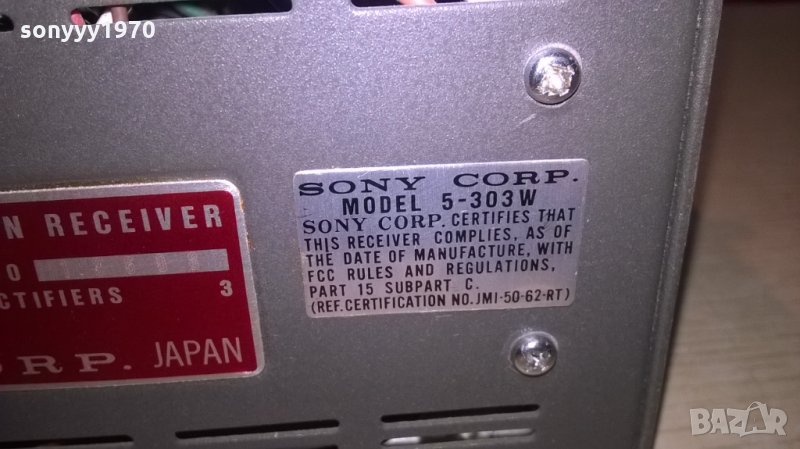 sonyyy1970
N RECEIVER
O
CTIFIERS 3
RP. JAPAN
SONY CORP.
MODEL 5-303W
SONY CORP. CERTIFIES THAT
THIS RECEIVER COMPLIES, AS OF
THE DATE OF MANUFACTURE, WITH
FCC RULES AND REGULATIONS,
PART 15 SUBPART C.
(REF. CERTIFICATION NO. JMI-50-62-RT)
BAZAR